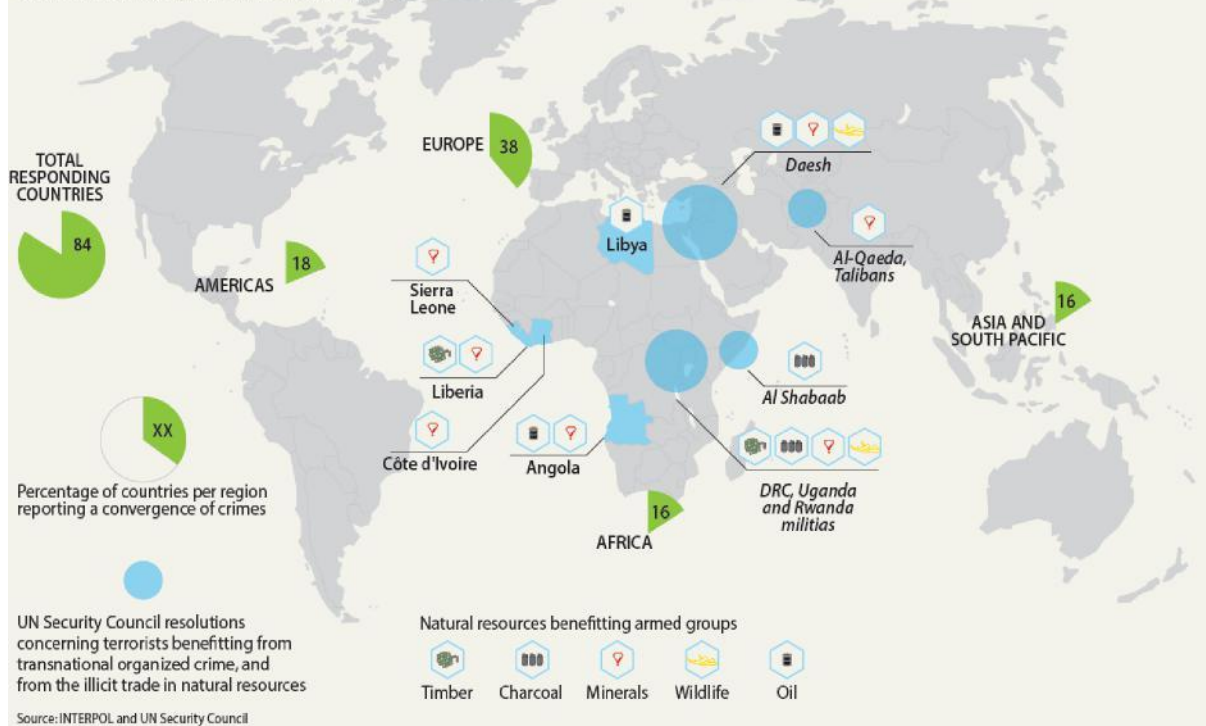 EUROPE
38
Daesh
TOTAL
RESPONDING
COUNTRIES
84
Libya
Al-Qaeda,
Talibans
18
AMERICAS
Sierra
Leone
16
ASIA AND
SOUTH PACIFIC
Liberia
Al Shabaab
XX
Côte d'Ivoire
Angola
Percentage of countries per region
reporting a convergence of crimes
DRC, Uganda
and Rwanda
militias
16
AFRICA
UN Security Council resolutions
concerning terrorists benefitting from
transnational organized crime, and
from the illicit trade in natural resources
Natural resources benefitting armed groups
Timber
Charcoal
Minerals
Wildlife
Oil
Source: INTERPOL and UN Security Council